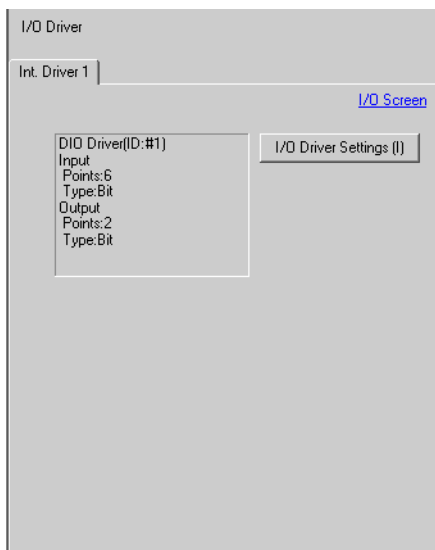 I/O Driver
Int. Driver 1
I/O Screen
DIO Driver(ID:#1)
Input
Points:6
Type:Bit
Output
Points:2
Type:Bit
I/O Driver Settings (I)